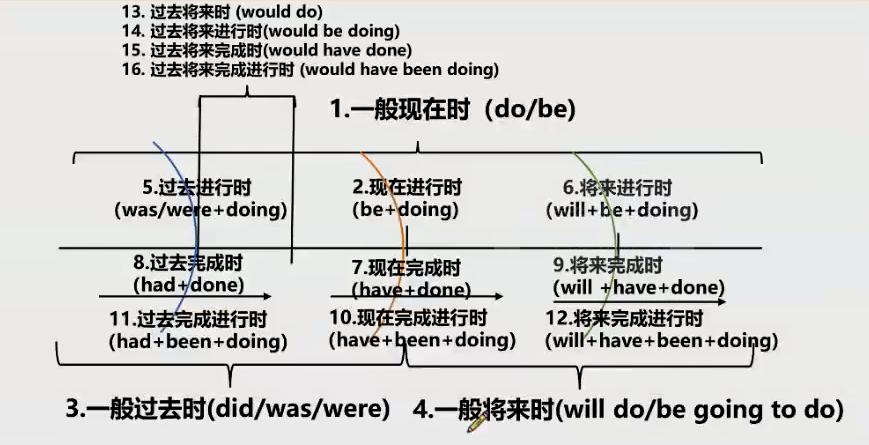 13. 过去将来时 (would do)
14. 过去将来进行时(would be doing)
15. 过去将来完成时(would have done)
16. 过去将来完成进行时 (would have been doing)
1.一般现在时（do/be)
5.过去进行时
(was/were+doing)
2.现在进行时
(be+doing)
6.将来进行时
(will+be+doing)
8.过去完成时
(had+done)
7.现在完成时
(have+done)
9.将来完成时
(will +have+done)
11.过去完成进行时
(had+been+doing)
10.现在完成进行时
(have+been+doing)
12.将来完成进行时
(will+have+been+doing)
3.一般过去时(did/was/were)
4.一般将来时(will do/be going to do)